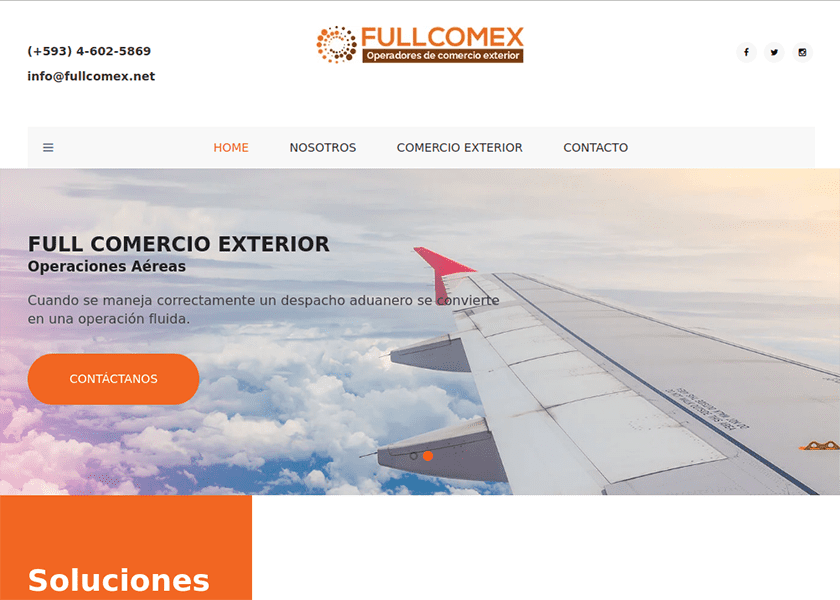 (+593) 4-602-5869
info@fullcomex.net
FULLCOMEX
Operadores de comercio exterior
HOME NOSOTROS COMERCIO EXTERIOR CONTACTO
FULL COMERCIO EXTERIOR
Operaciones Aéreas
Cuando se maneja correctamente un despacho aduanero se convierte
en una operación fluida.
CONTÁCTANOS
Soluciones